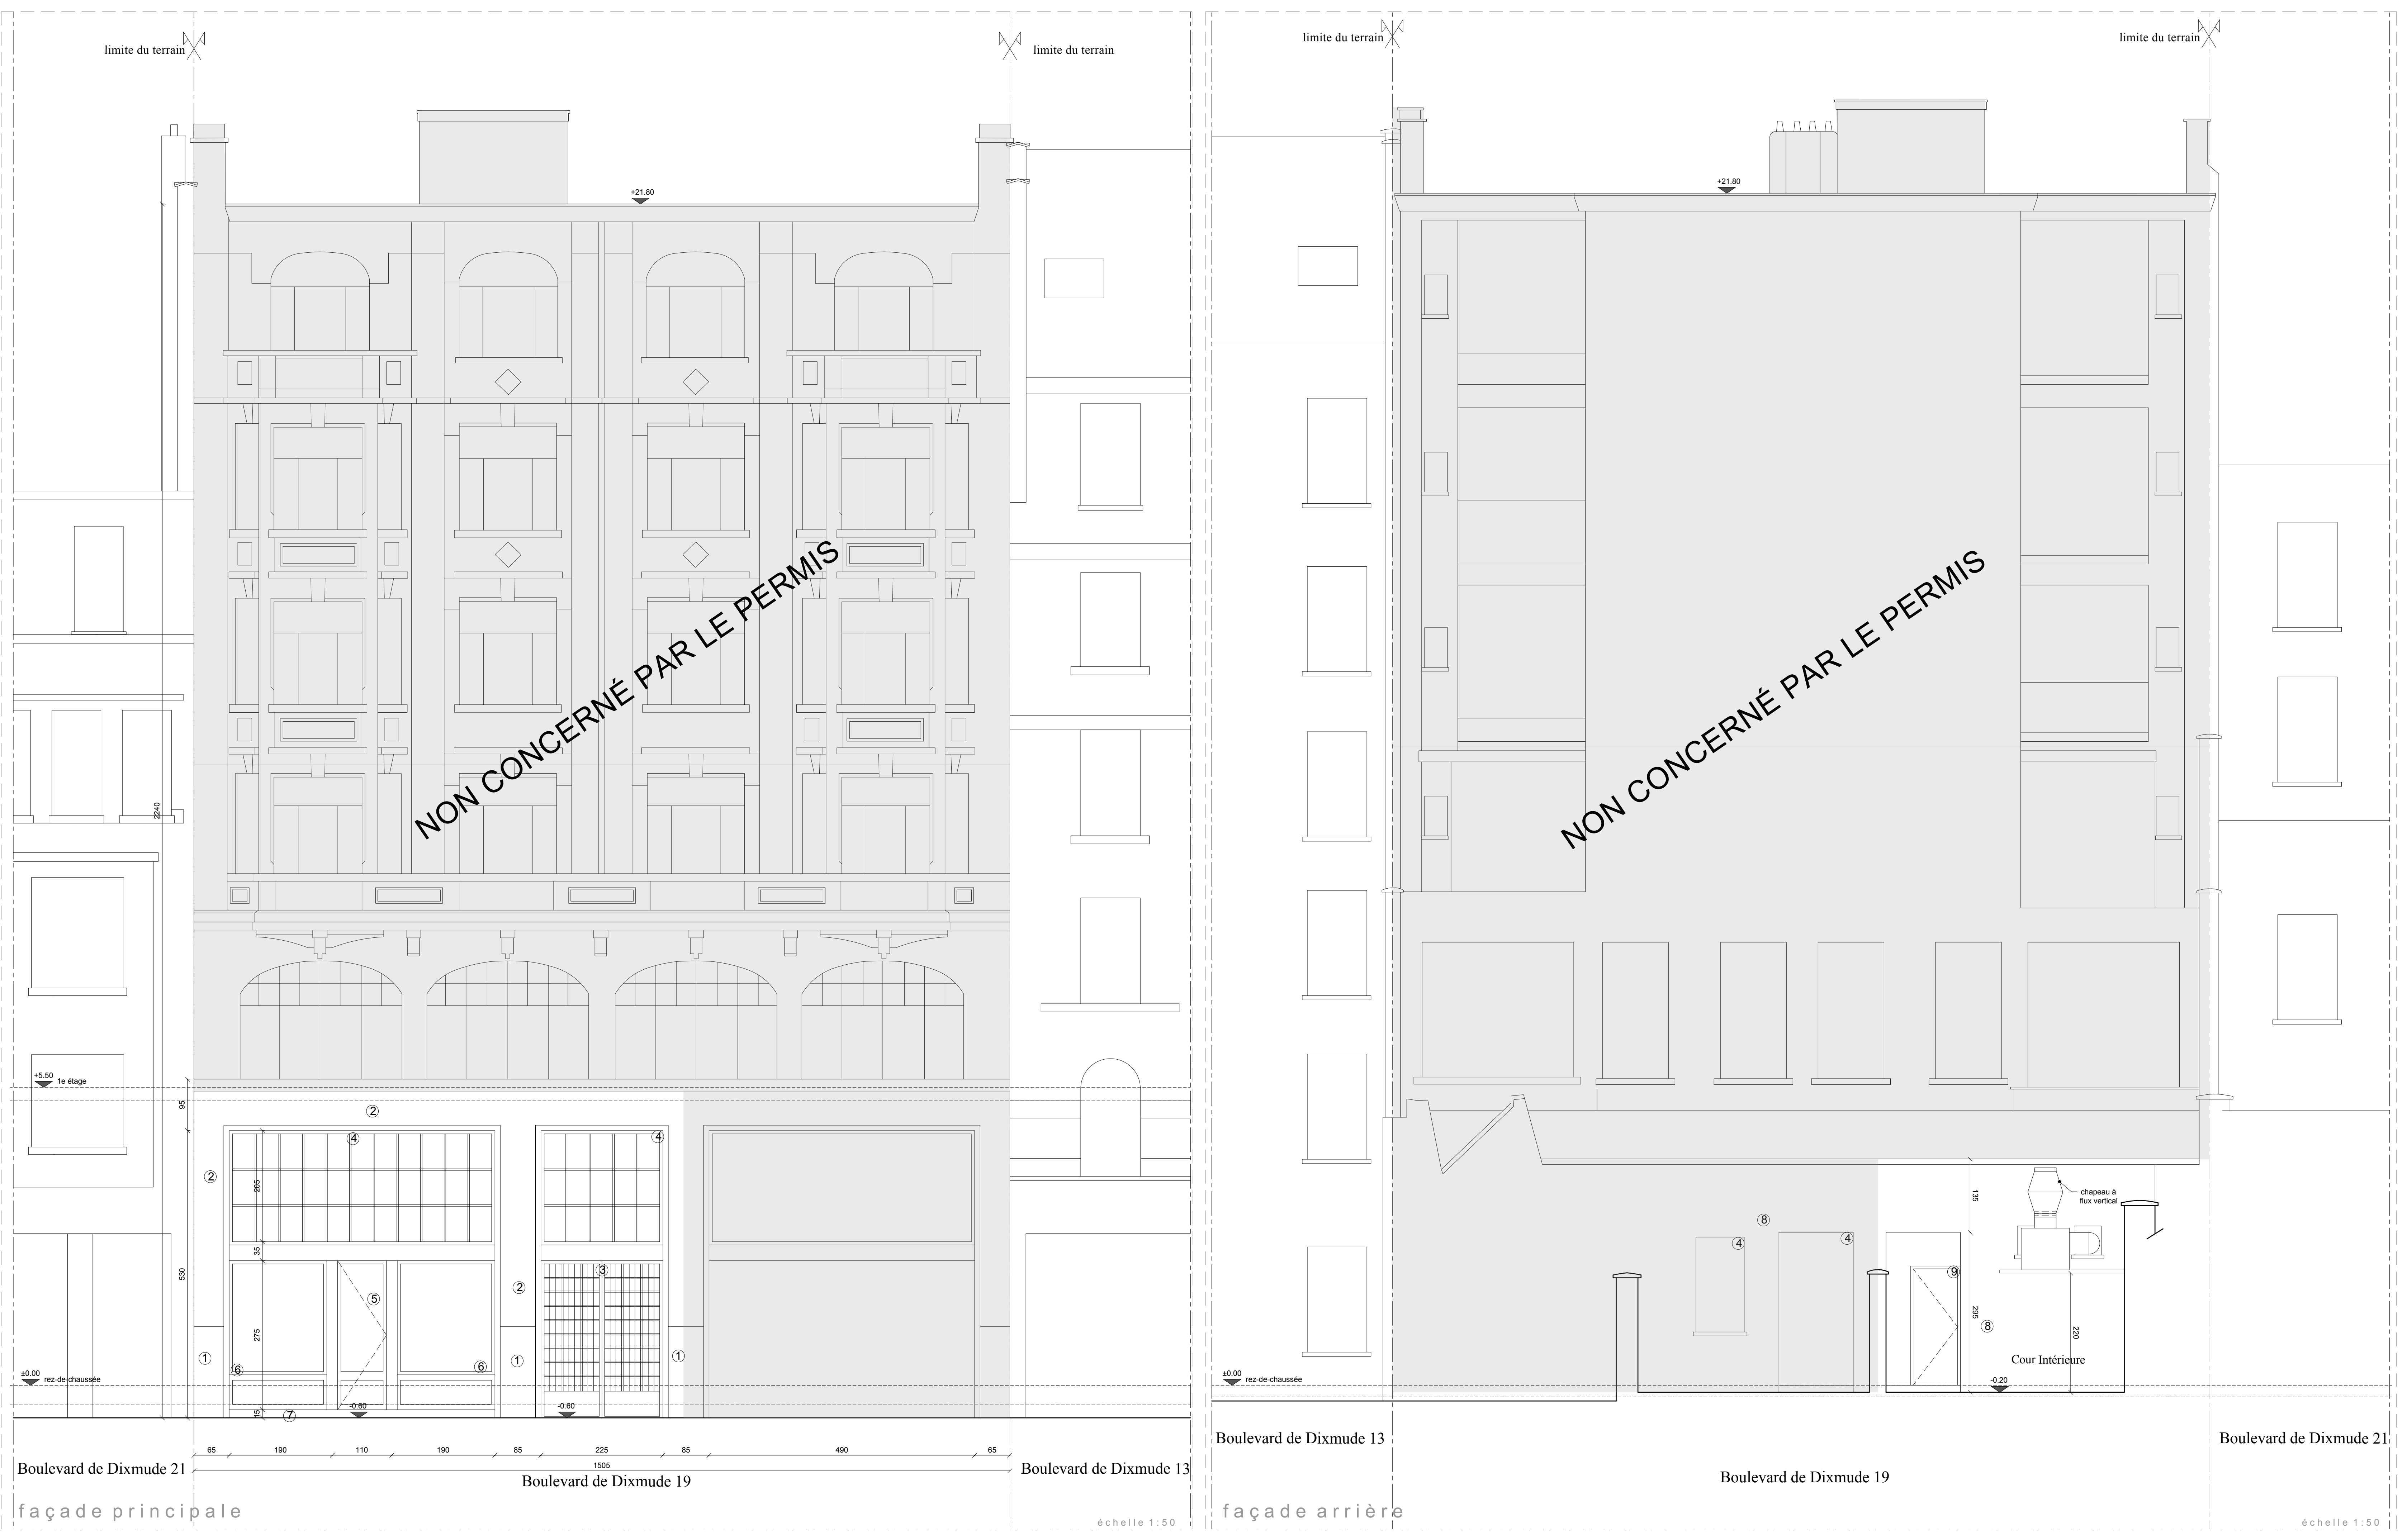 limite du terrain
limite du terrain
+21.80
NON CONCERNÉ PAR LE PERMIS
2240
+5.50
1e étage
95
530
2
4
4
2
205
35
3
2
5
275
1
6
6
1
1
±0.00
rez-de-chaussée
15
7
-0.60
-0.60
65
190
110
190
85
225
85
490
65
1505
Boulevard de Dixmude 21
Boulevard de Dixmude 19
Boulevard de Dixmude 13
façade principale
échelle 1:50
limite du terrain
limite du terrain
+21.80
NON CONCERNÉ PAR LE PERMIS
135
chapeau à
flux vertical
8
4
4
9
295
8
220
Cour Intérieure
±0.00
rez-de-chaussée
-0.20
Boulevard de Dixmude 13
Boulevard de Dixmude 19
Boulevard de Dixmude 21
façade arrière
échelle 1:50